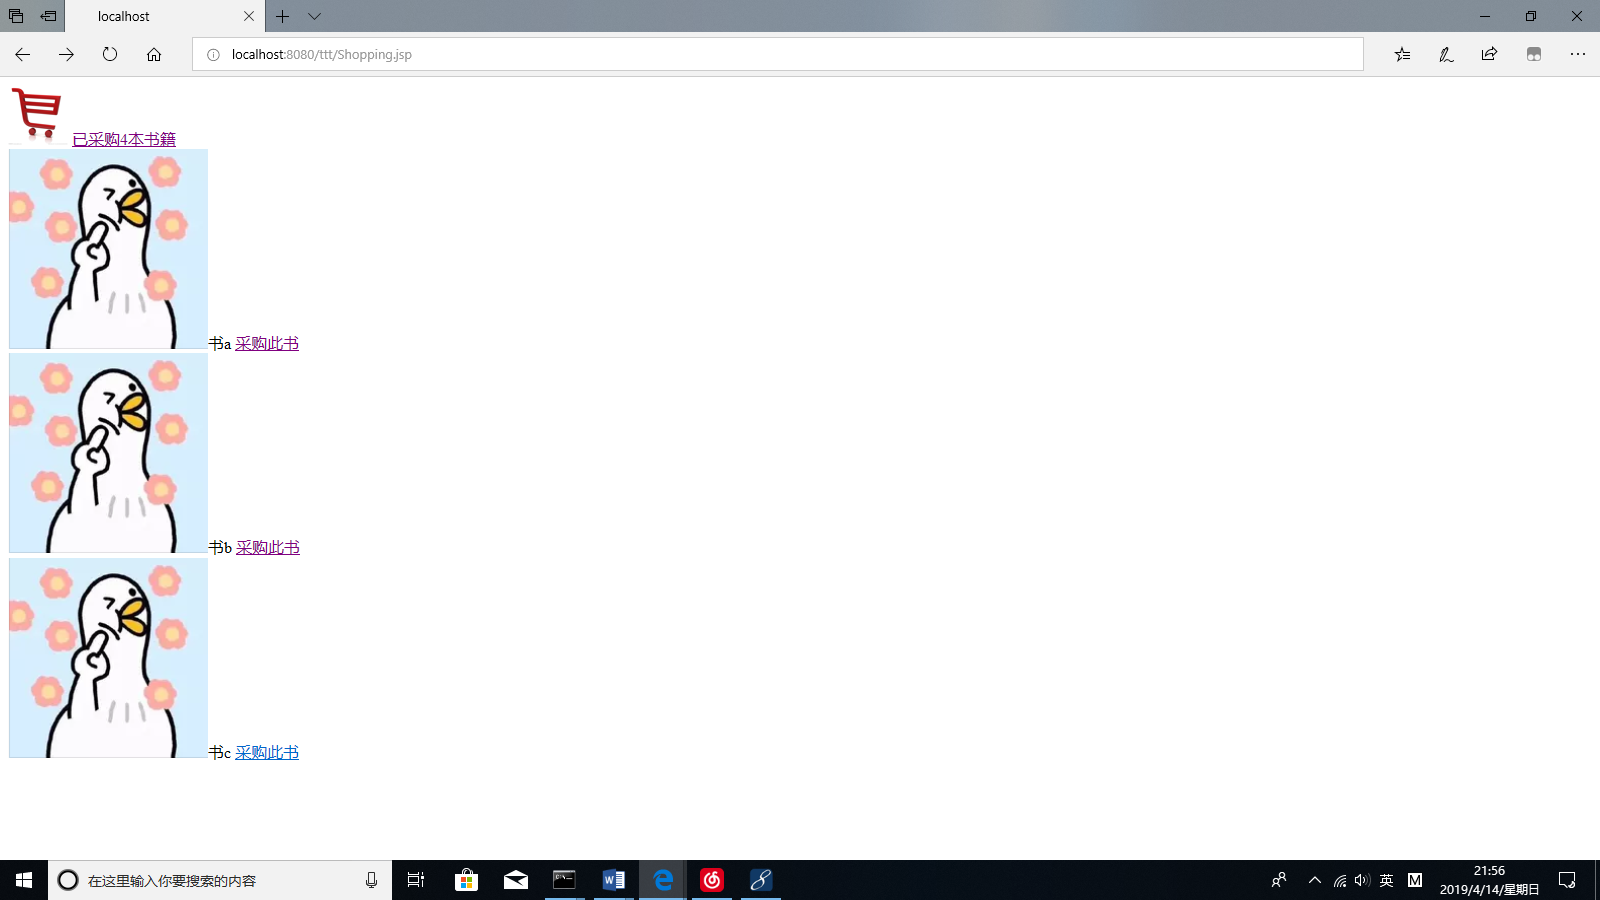 localhost
localhost:8080/ttt/Shopping.jsp
已采购4本书籍
书a 采购此书
书b 采购此书
书c 采购此书
在这里输入你要搜索的内容
英
M
21:56
2019/4/14/星期日